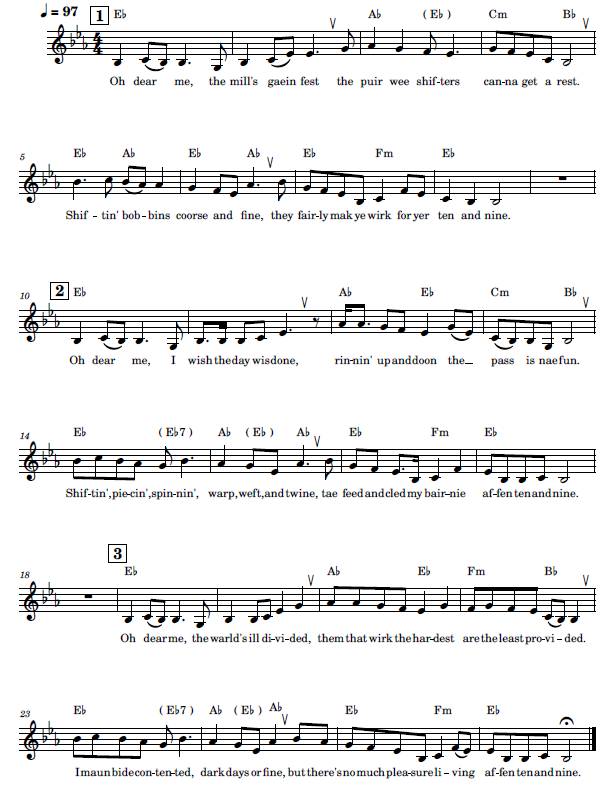 ♩ = 97 1 E♭ A♭ ( E♭ ) Cm B♭
Oh dear me, the mill's gaein fest the puir wee shif-ters can-na get a rest.
5 E♭ A♭ E♭ A♭ E♭ Fm E♭
Shif - tin' bob-bins coorse and fine, they fair-ly mak ye wirk for yer ten and nine.
10 2 E♭ A♭ E♭ Cm B♭
Oh dear me, I wish the day wis done, rin-nin' up and doon the_ pass is nae fun.
14 E♭ ( E♭7 ) A♭ ( E♭ ) A♭ E♭ Fm E♭
Shif-tin', pie-cin', spin-nin', warp, weft, and twine, tae feed and cled my bair-nie af-fen ten and nine.
18 3 E♭ A♭ E♭ Fm B♭
Oh dear me, the world's ill di-vi-ded, them that wirk the har-dest are the least pro-vi-ded.
23 E♭ ( E♭7 ) A♭ ( E♭ ) A♭ E♭ Fm E♭
I maun bide con-ten-ted, dark days or fine, but there's no much plea-sure li-ving af-fen ten and nine.